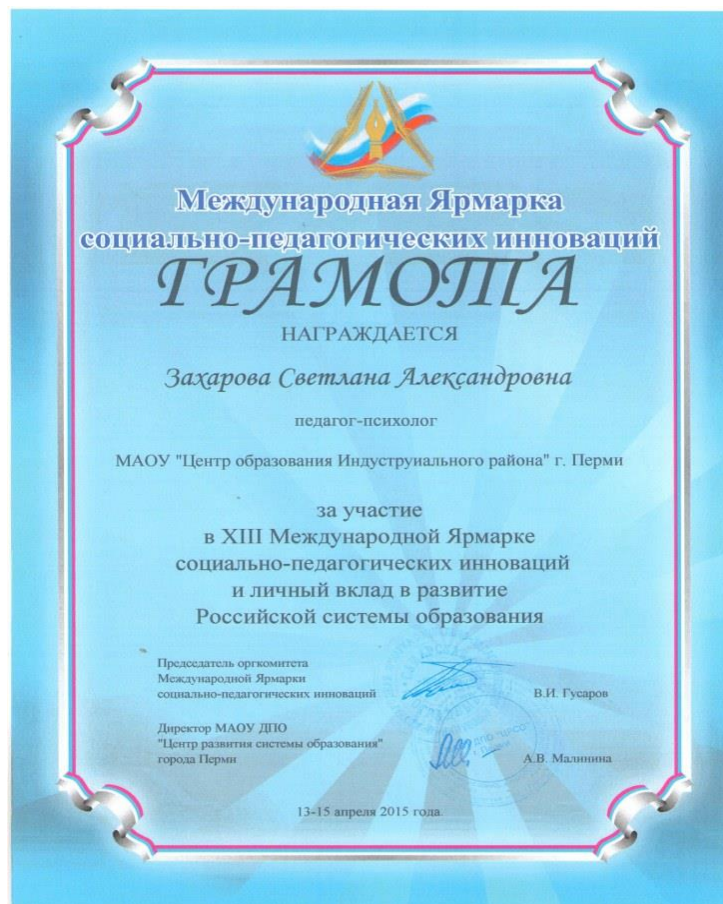 Международная Ярмарка
социально-педагогических инноваций
ГРАМОТА
НАГРАЖДАЕТСЯ
Захарова Светлана Александровна
педагог-психолог
МАОУ "Центр образования Индуструиального района" г. Перми
за участие
в XIII Международной Ярмарке
социально-педагогических инноваций
и личный вклад в развитие
Российской системы образования
Председатель оргкомитета
Международной Ярмарки
социально-педагогических инноваций
В.И. Гусаров
Директор МАОУ ДПО
"Центр развития системы образования"
города Перми
А.В. Малинина
13-15 апреля 2015 года.